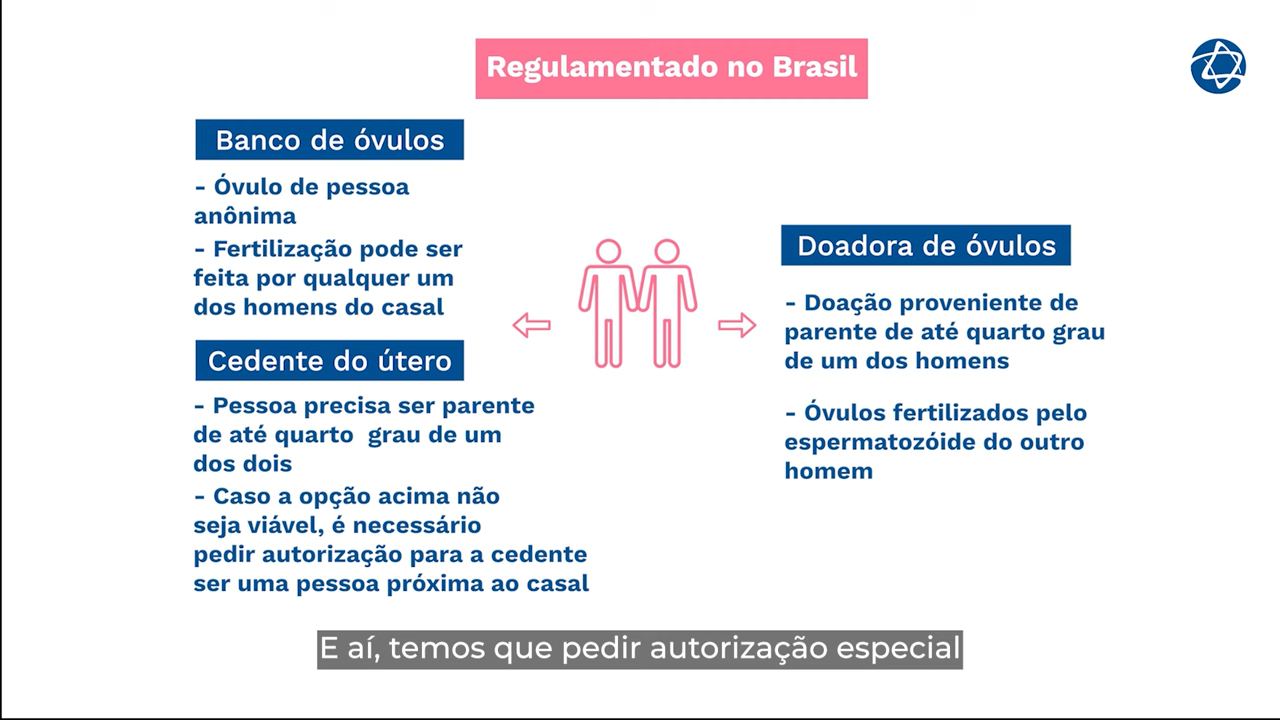 Regulamentado no Brasil
Banco de óvulos
- Óvulo de pessoa
anônima
- Fertilização pode ser
feita por qualquer um
dos homens do casal
Cedente do útero
- Pessoa precisa ser parente
de até quarto  grau de um
dos dois
- Caso a opção acima não
seja viável, é necessário
pedir autorização para a cedente
ser uma pessoa próxima ao casal
Doadora de óvulos
- Doação proveniente de
parente de até quarto grau
de um dos homens
- Óvulos fertilizados pelo
espermatozóide do outro
homem
E aí, temos que pedir autorização especial